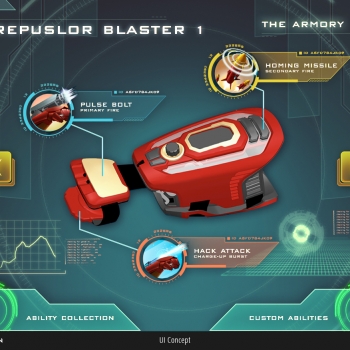 REPUSLOR BLASTER 1
THE ARMORY
HOMING MISSILE
SECONDARY FIRE
PULSE BOLT
PRIMARY FIRE
HACK ATTACK
CHARGE-UP BURST
ABILITY COLLECTION
CUSTOM ABILITIES
UI Concept